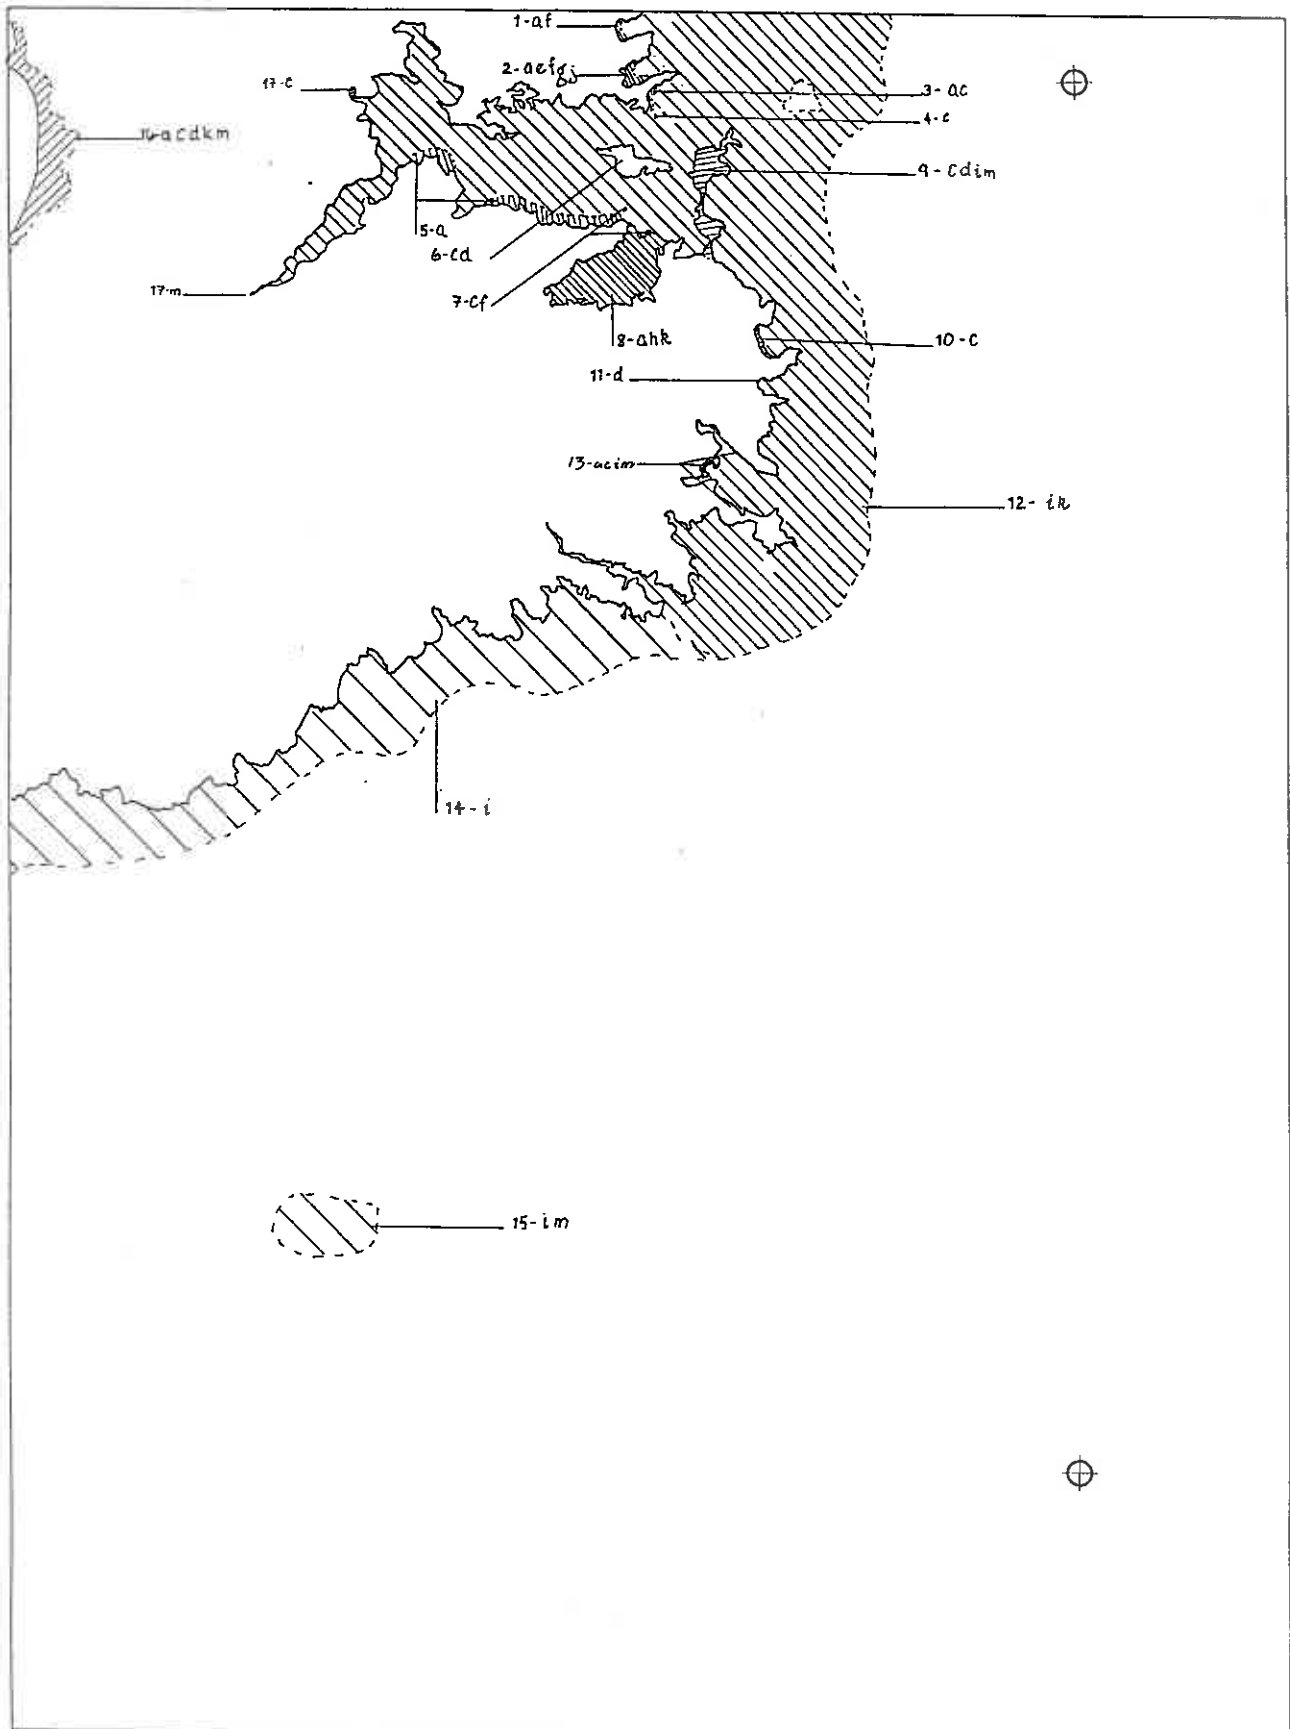 1-af
17-c
2-aefgj
3-ac
4-c
16-acdkm
9-cdim
5-a
6-cd
17-m
7-cf
8-ahk
10-c
11-d
13-acim
12-ik
14-i
15-im